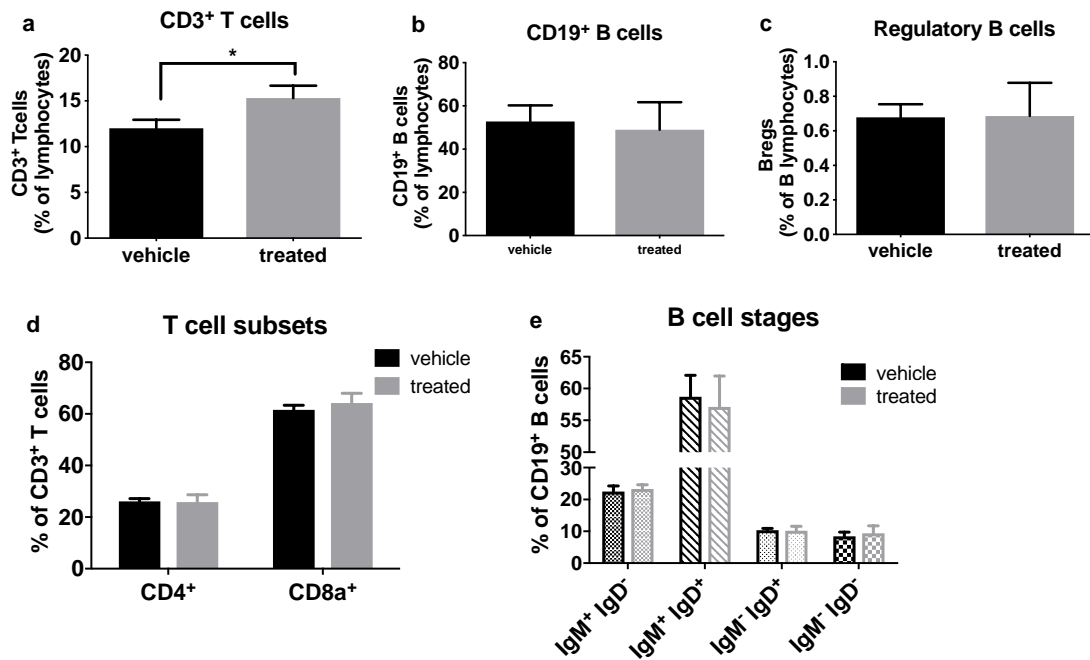 a
CD3⁺ T cells
CD3⁺ Tcells
(% of lymphocytes)
20
15
10
5
0
*
vehicle
treated
b
CD19⁺ B cells
CD19⁺ B cells
(% of lymphocytes)
80
60
40
20
0
vehicle
treated
c
Regulatory B cells
Bregs
(% of B lymphocytes)
1.0
0.8
0.6
0.4
0.2
0.0
vehicle
treated
d
T cell subsets
vehicle
treated
% of CD3⁺ T cells
80
60
40
20
0
CD4⁺
CD8a⁺
e
B cell stages
vehicle
treated
% of CD19⁺ B cells
65
60
55
50
30
20
10
0
IgM⁺ IgD⁻
IgM⁺ IgD⁺
IgM⁻ IgD⁺
IgM⁻ IgD⁻